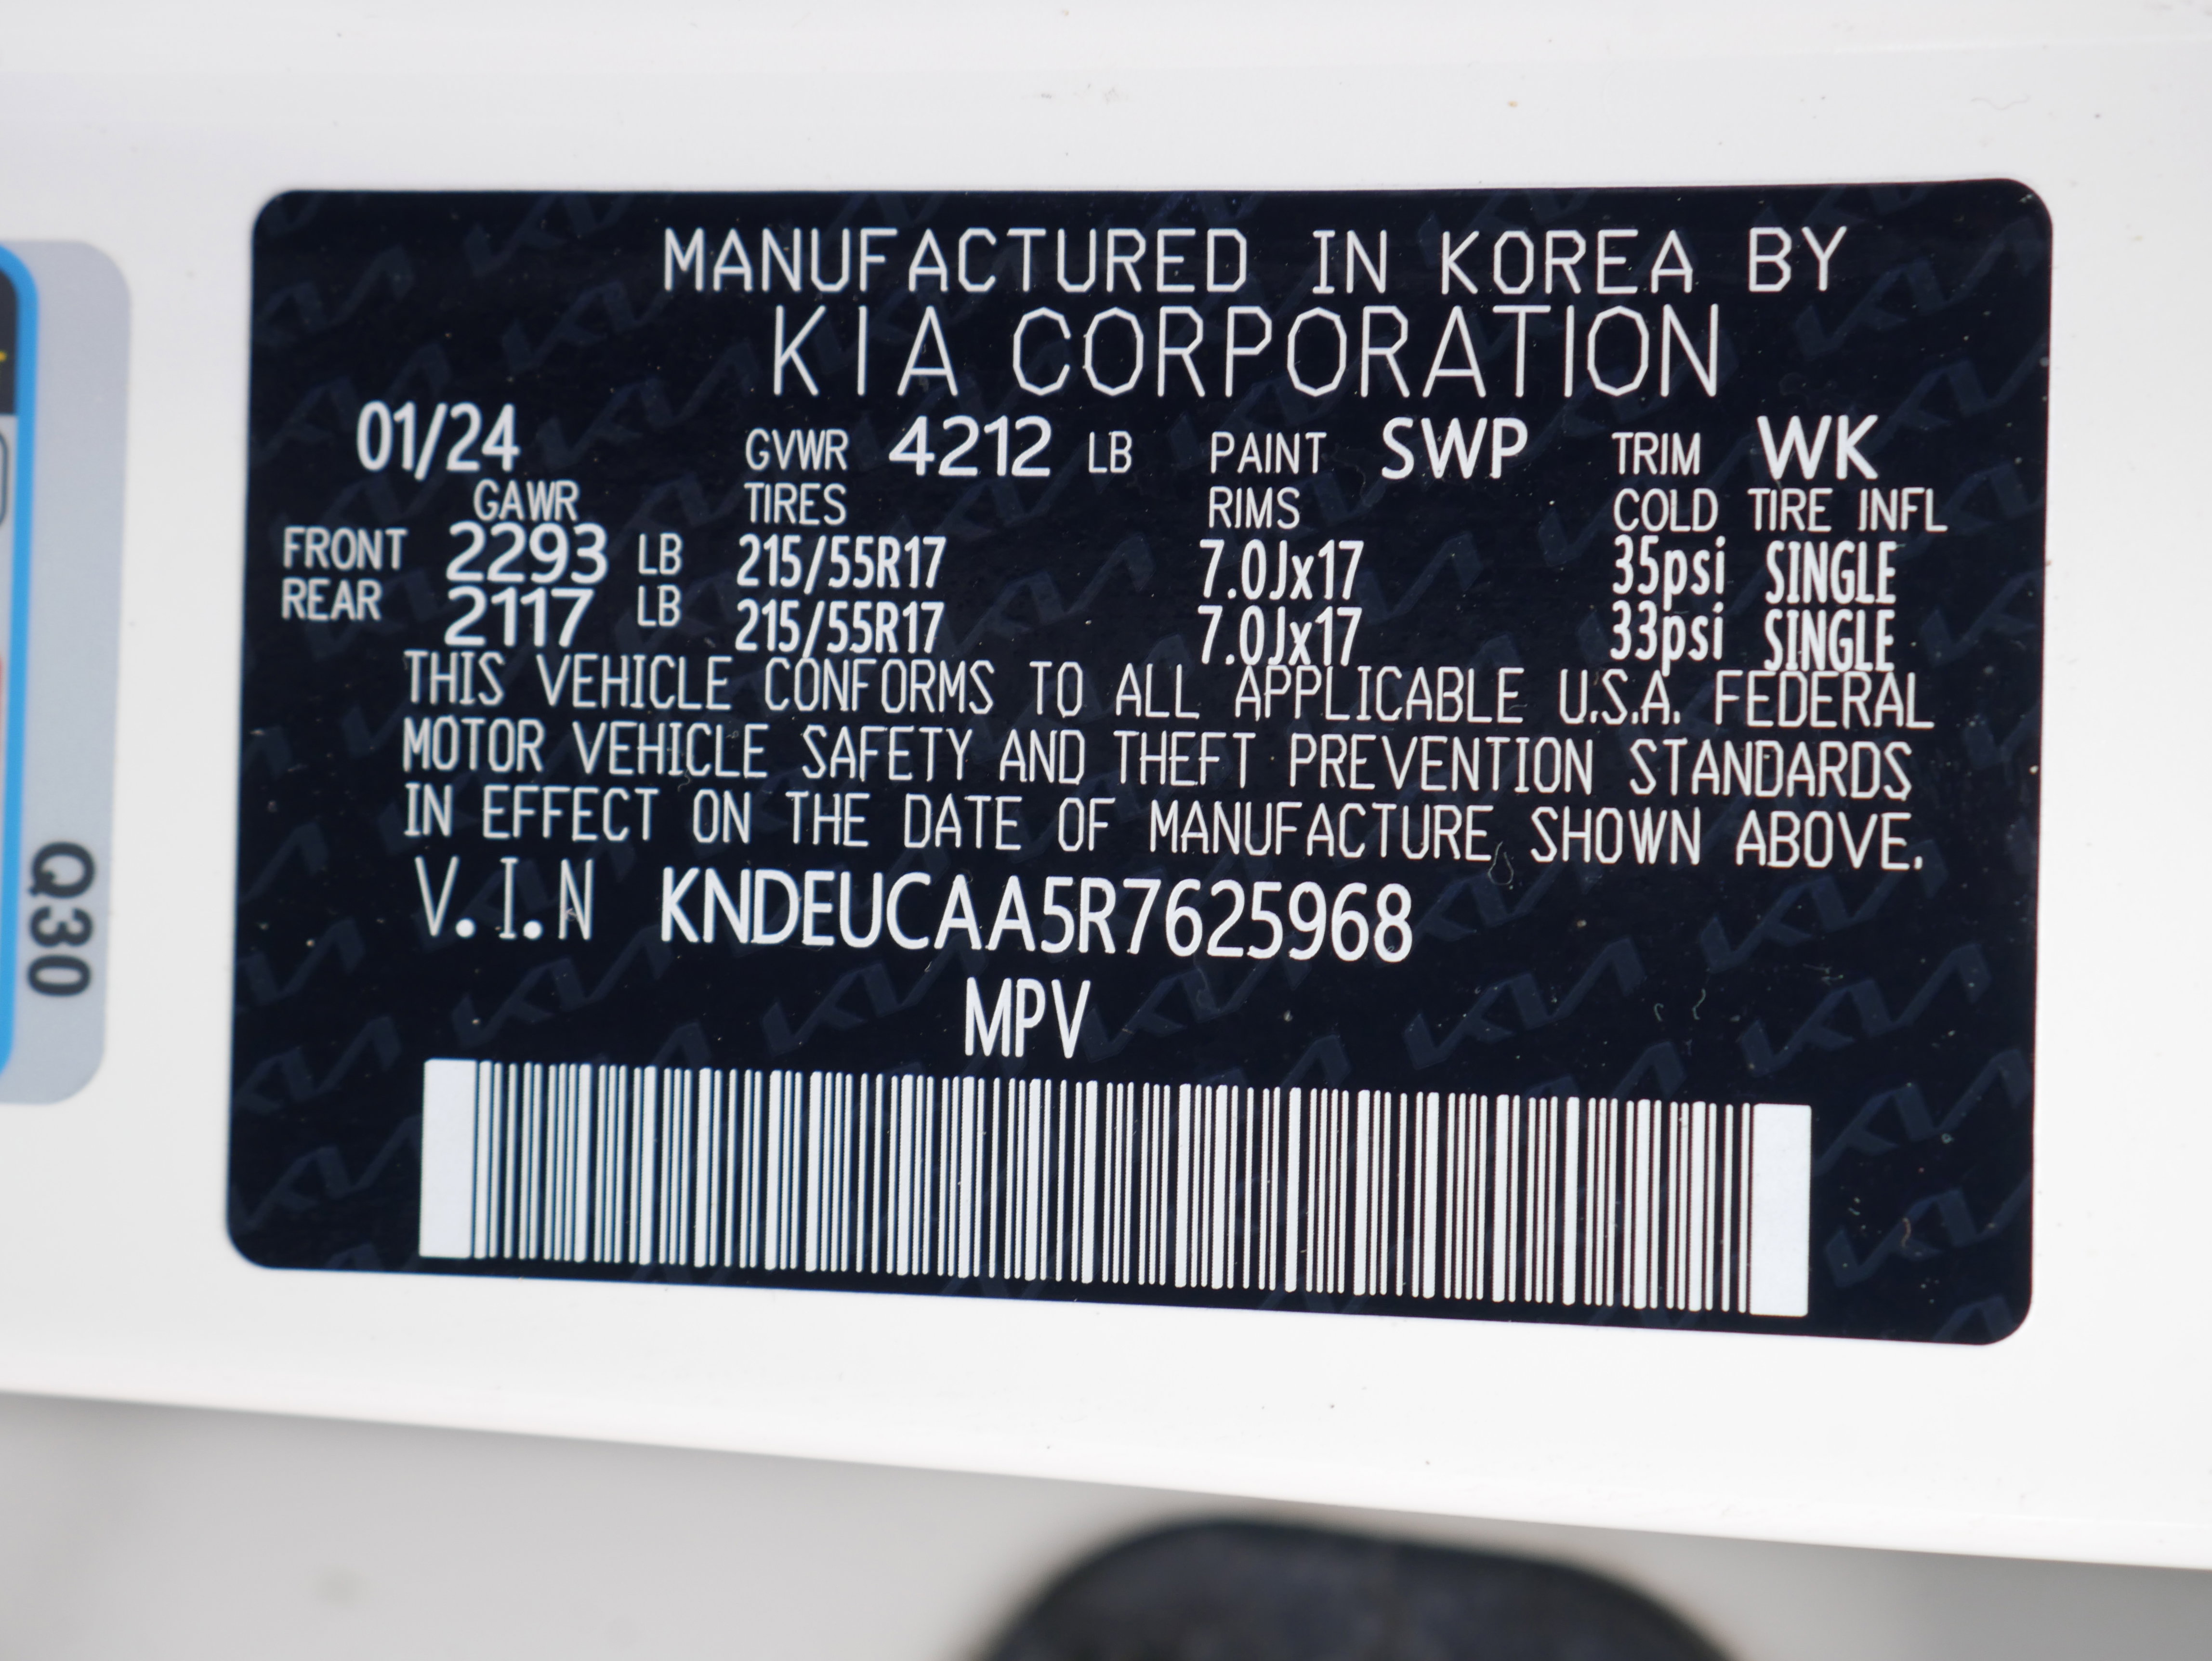 MANUFACTURED IN KOREA BY
KIA CORPORATION
01/24 GVWR 4212 LB PAINT SWP TRIM WK
GAWR TIRES RIMS COLD TIRE INFL
FRONT 2293 LB 215/55R17 7.0Jx17 35psi SINGLE
REAR 2117 LB 215/55R17 7.0Jx17 33psi SINGLE
THIS VEHICLE CONFORMS TO ALL APPLICABLE U.S.A. FEDERAL
MOTOR VEHICLE SAFETY AND THEFT PREVENTION STANDARDS
IN EFFECT ON THE DATE OF MANUFACTURE SHOWN ABOVE.
V.I.N KNDEUCAA5R7625968
MPV
Q30